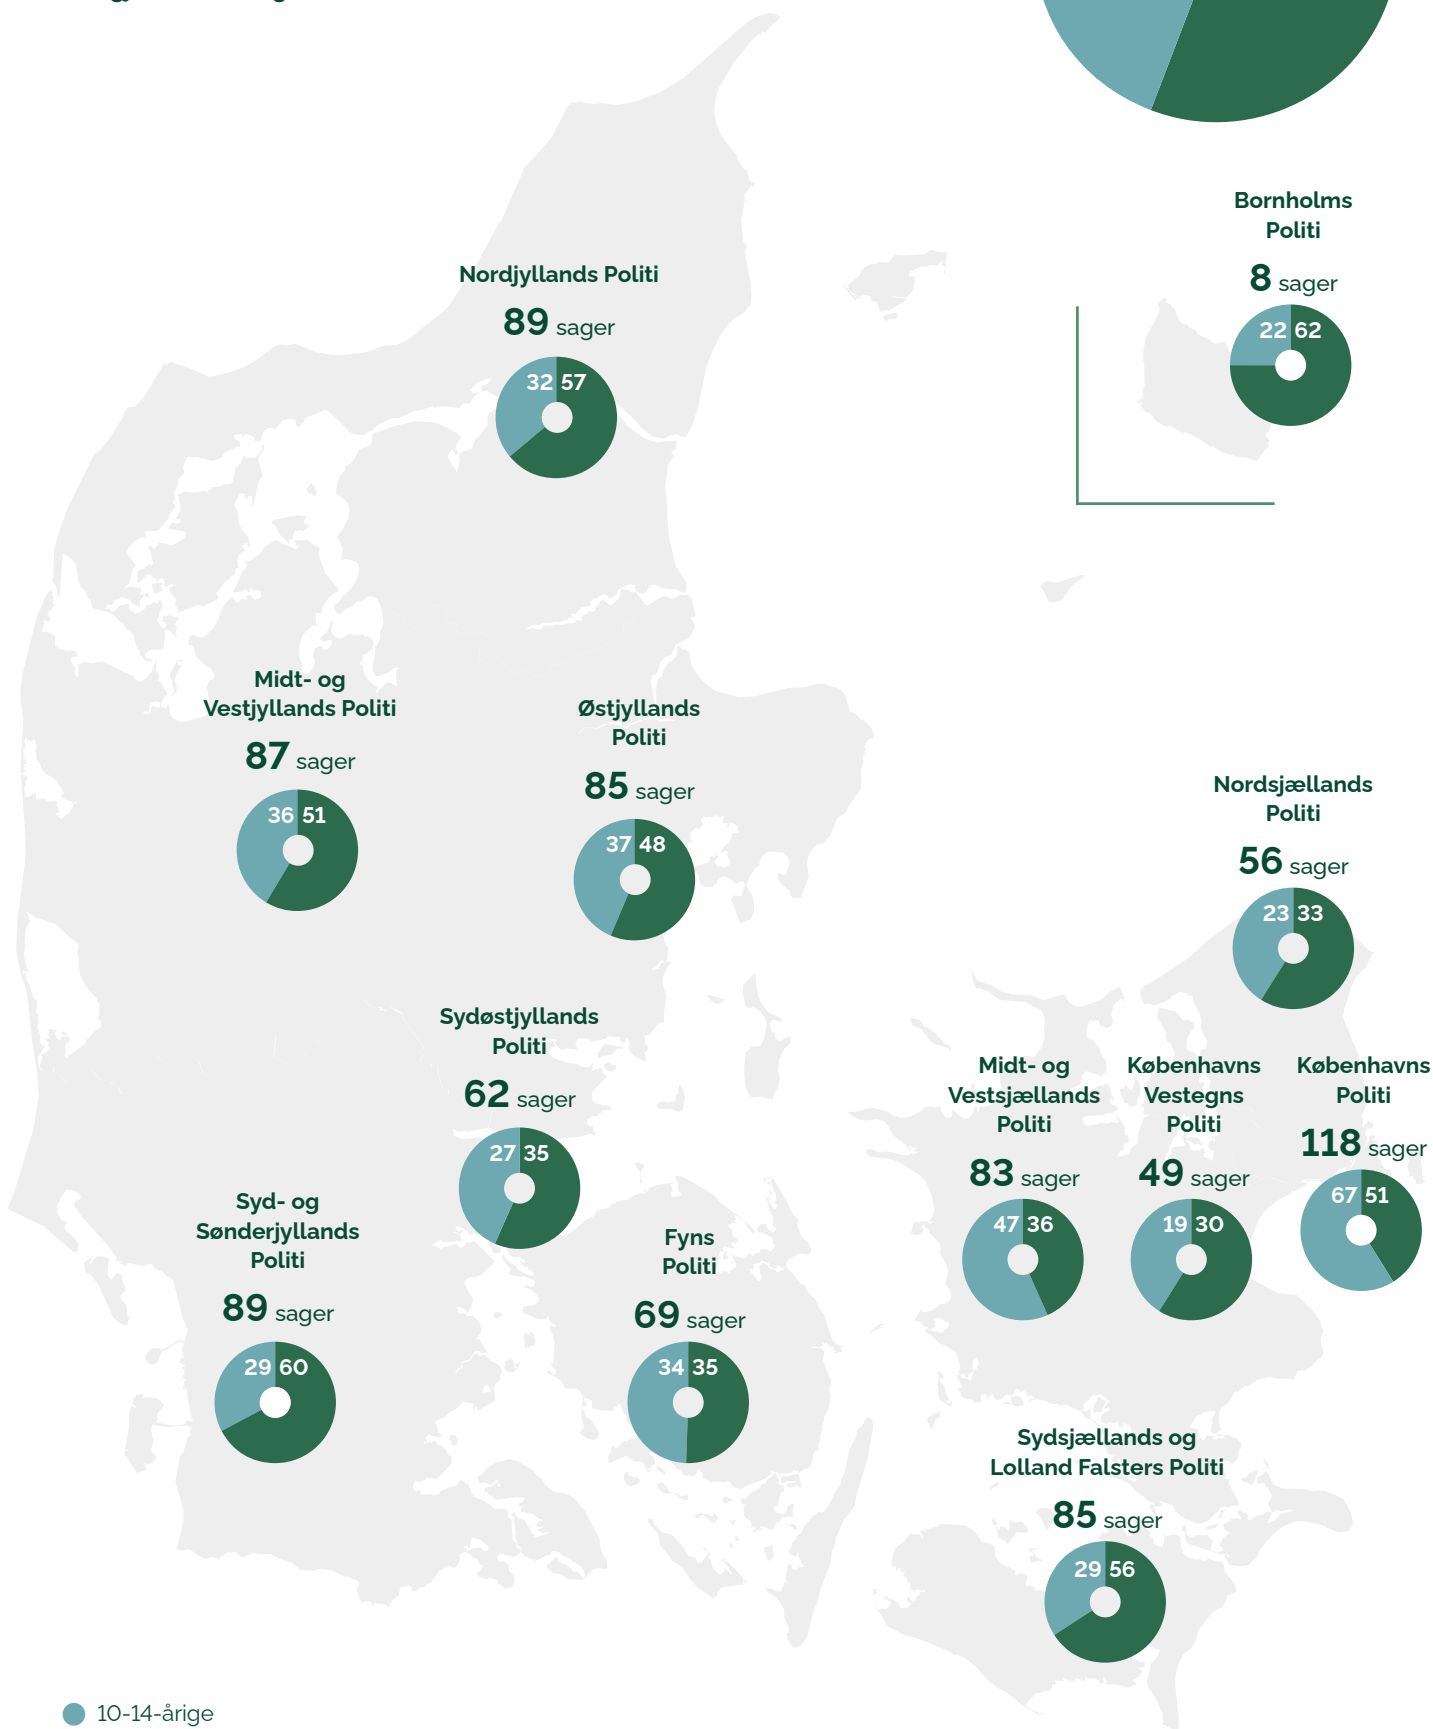 Bornholms
Politi
8 sager
22 62
Nordjyllands Politi
89 sager
32 57
Midt- og
Vestjyllands Politi
87 sager
36 51
Østjyllands
Politi
85 sager
37 48
Nordsjællands
Politi
56 sager
23 33
Sydøstjyllands
Politi
62 sager
27 35
Midt- og
Vestsjællands
Politi
83 sager
47 36
Københavns
Vestegns
Politi
49 sager
19 30
Københavns
Politi
118 sager
67 51
Syd- og
Sønderjyllands
Politi
89 sager
29 60
Fyns
Politi
69 sager
34 35
Sydsjællands og
Lolland Falsters Politi
85 sager
29 56
10-14-årige